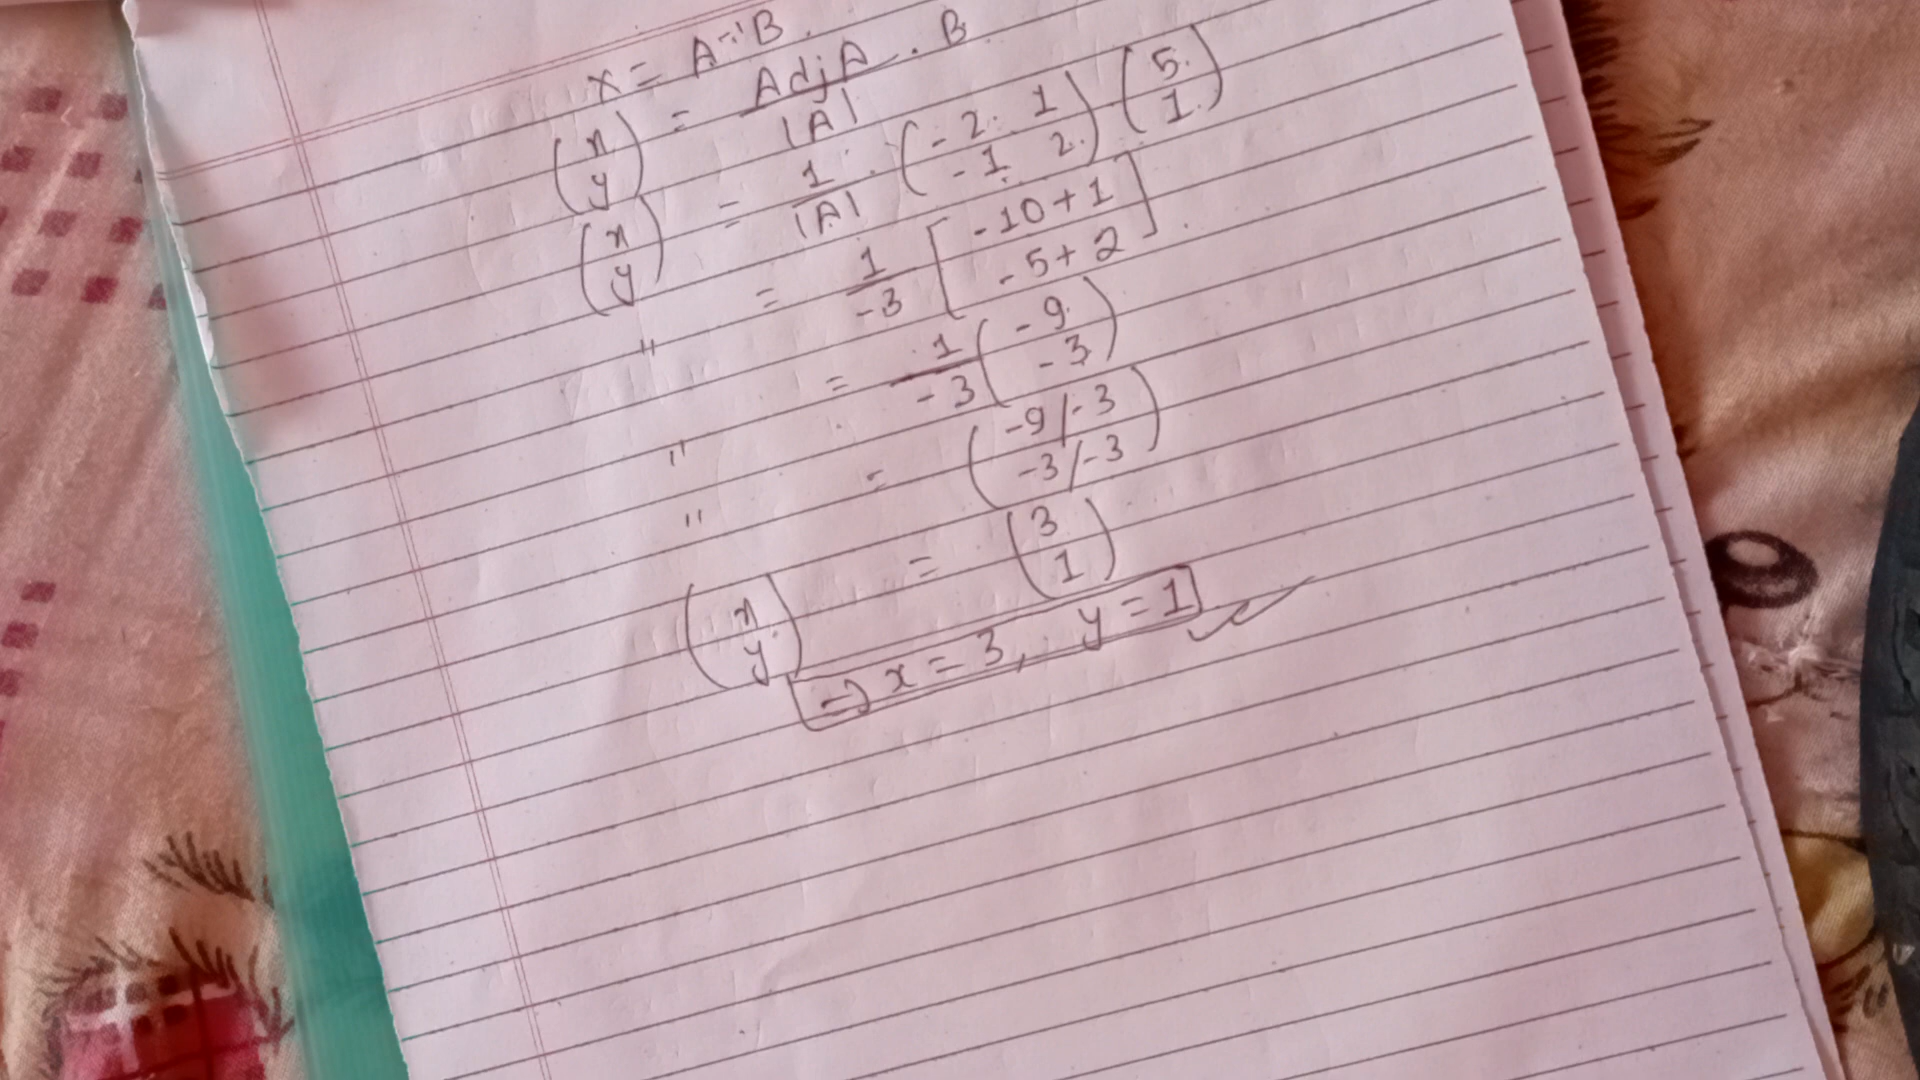 x = A⁻¹B.
(x y) = AdjA / |A| . B
(x y) = 1/|A| . (-2 1 -1 2) (5 1)
" = 1/-3 [-10+1 -5+2]
" = 1/-3 (-9 -3)
" = (-9/-3 -3/-3)
(x y) = (3 1)
→ x = 3, y = 1